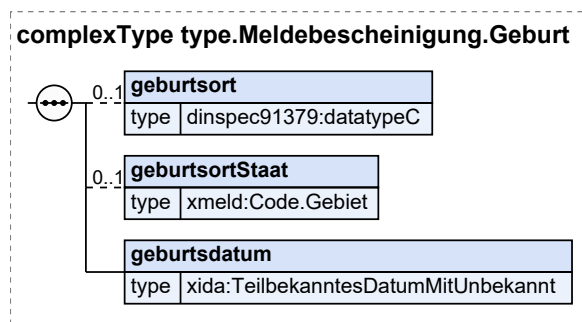 complexType type.Meldebescheinigung.Geburt
0..1 geburtsort
type dinspec91379:datatypeC
0..1 geburtsortStaat
type xmeld:Code.Gebiet
geburtsdatum
type xida:TeilbekanntesDatumMitUnbekannt